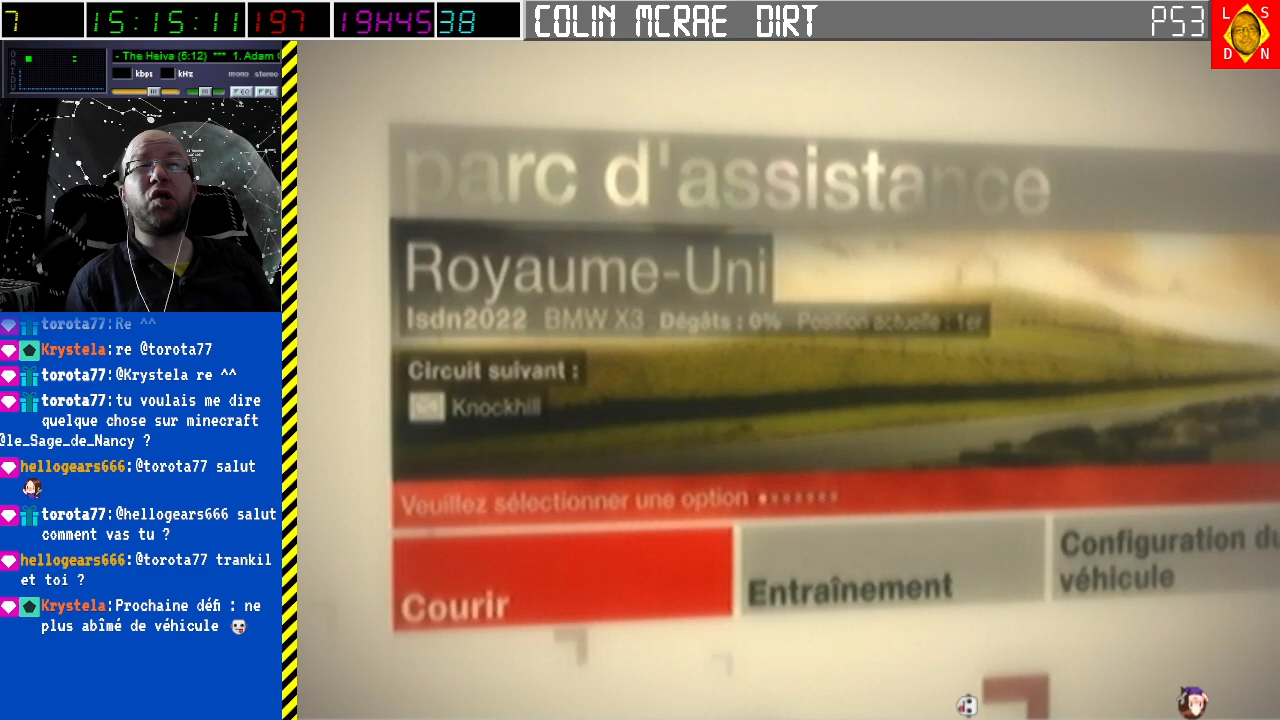 7 15:15:11 197 19H45 38 COLIN MCRAE DIRT PS3
L S
D N
- The Helva (5:12) *** 1. Adam
kbps kHz mono stereo
EQ PL
parc d'assistance
Royaume-Uni
lsdn2022 BMW X3 Dégâts : 0% Position actuelle : 1er
Circuit suivant :
Knockhill
Veuillez sélectionner une option
Courir
Entraînement
Configuration du
véhicule
torota77:Re ^^
Krystela:re @torota77
torota77:@Krystela re ^^
torota77:tu voulais me dire
quelque chose sur minecraft
@le_Sage_de_Nancy ?
hellogears666:@torota77 salut
torota77:@hellogears666 salut
comment vas tu ?
hellogears666:@torota77 trankil
et toi ?
Krystela:Prochaine défi : ne
plus abîmé de véhicule